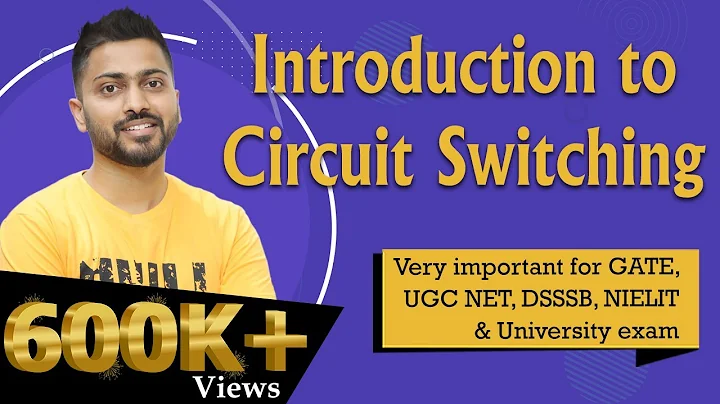 Introduction to
Circuit Switching
Very important for GATE,
UGC NET, DSSSB, NIELIT
& University exam
600K+
Views